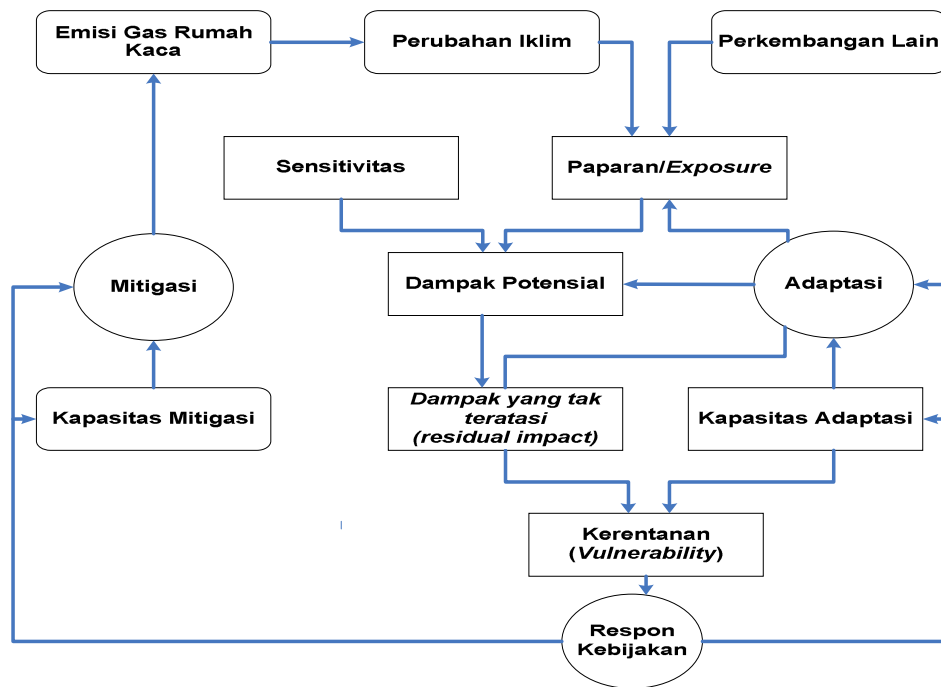 Emisi Gas Rumah
Kaca
Perubahan Iklim
Perkembangan Lain
Sensitivitas
Paparan/Exposure
Mitigasi
Dampak Potensial
Adaptasi
Kapasitas Mitigasi
Dampak yang tak
teratasi
(residual impact)
Kapasitas Adaptasi
Kerentanan
(Vulnerability)
Respon
Kebijakan